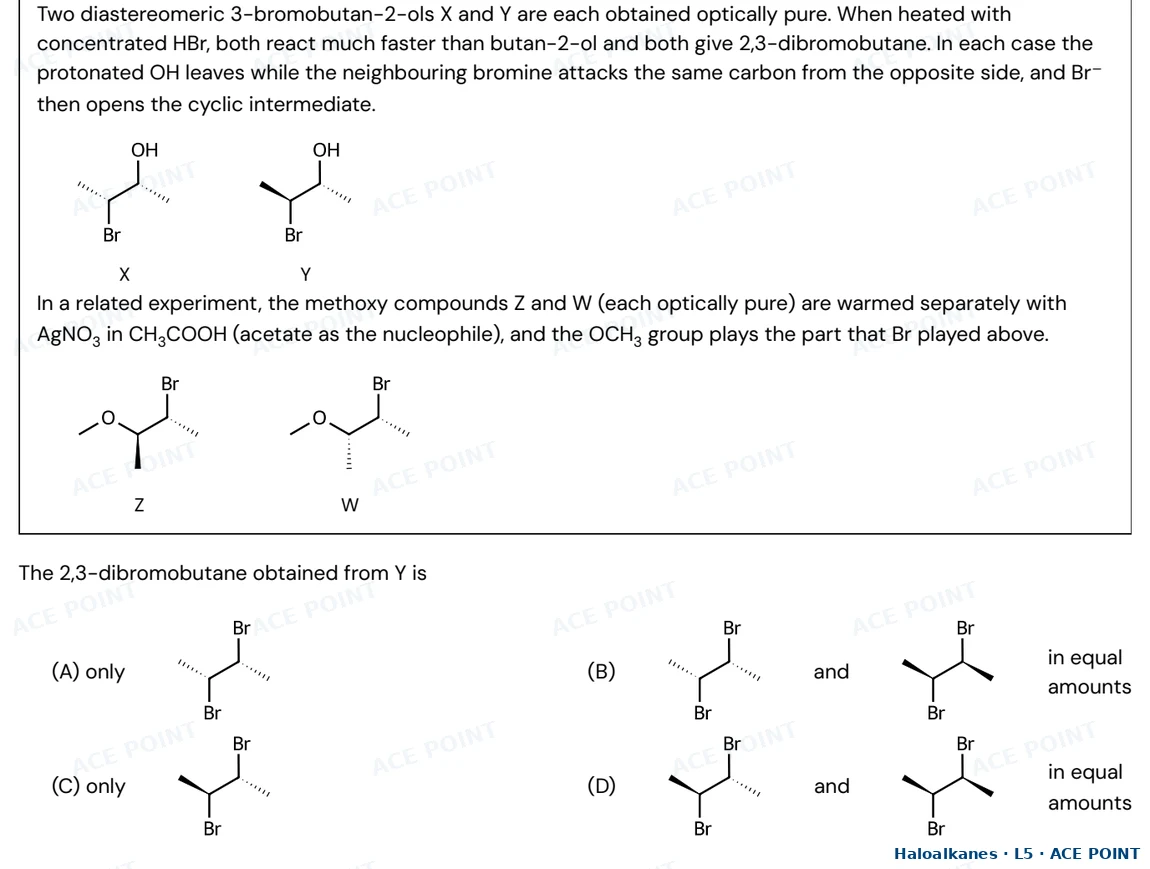 Two diastereomeric 3-bromobutan-2-ols X and Y are each obtained optically pure. When heated with
concentrated HBr, both react much faster than butan-2-ol and both give 2,3-dibromobutane. In each case the
protonated OH leaves while the neighbouring bromine attacks the same carbon from the opposite side, and Br⁻
then opens the cyclic intermediate.
OH OH
Br Br
X Y
In a related experiment, the methoxy compounds Z and W (each optically pure) are warmed separately with
AgNO₃ in CH₃COOH (acetate as the nucleophile), and the OCH₃ group plays the part that Br played above.
Br Br
O O
Z W
The 2,3-dibromobutane obtained from Y is
Br Br Br
(A) only (B) and in equal
amounts
Br Br Br
Br Br Br
(C) only (D) and in equal
amounts
Br Br Br
Haloalkanes · L5 · ACE POINT
ACE POINT